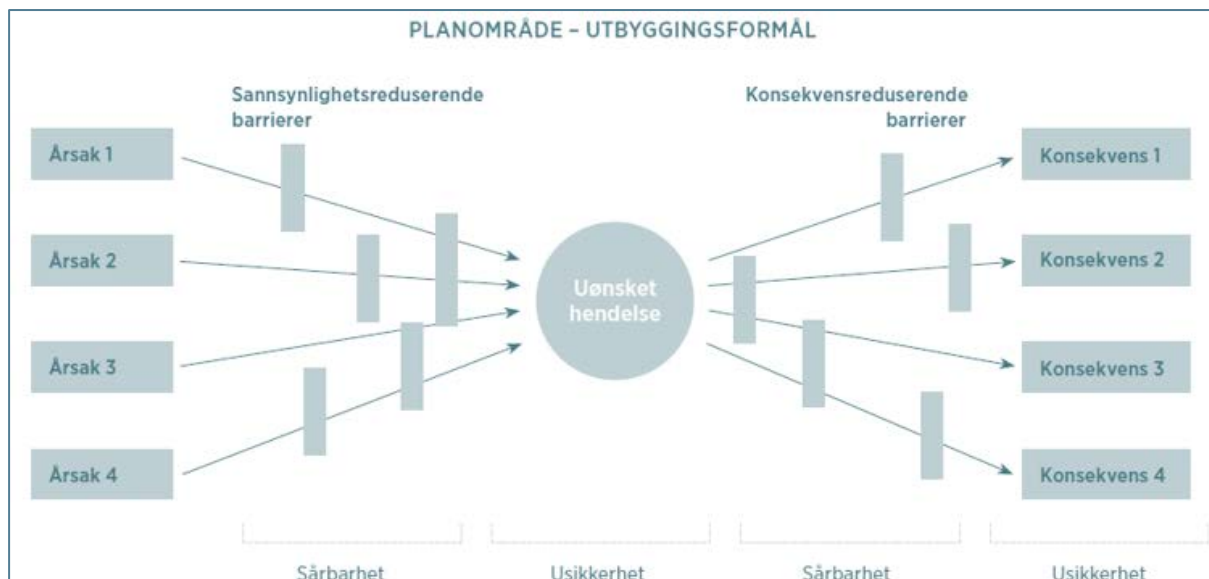 PLANOMRÅDE – UTBYGGINGSFORMÅL
Sannsynlighetsreduserende
barrierer
Konsekvensreduserende
barrierer
Årsak 1
Årsak 2
Årsak 3
Årsak 4
Uønsket
hendelse
Konsekvens 1
Konsekvens 2
Konsekvens 3
Konsekvens 4
Sårbarhet
Usikkerhet
Sårbarhet
Usikkerhet